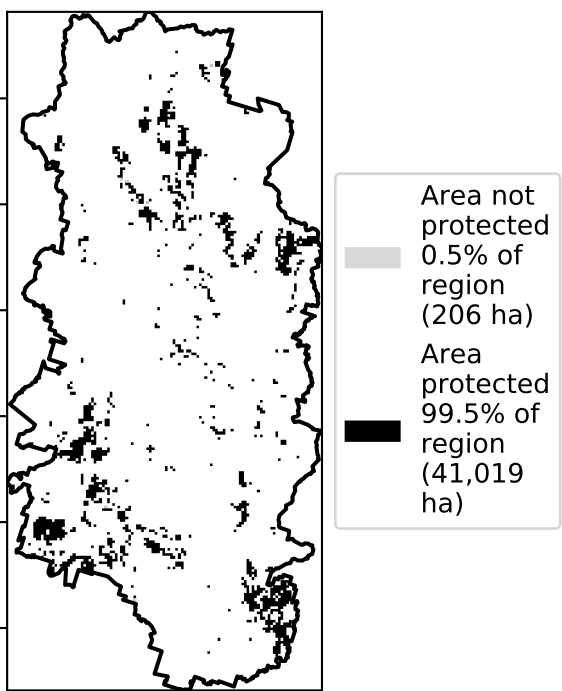 Area not
protected
0.5% of
region
(206 ha)
Area
protected
99.5% of
region
(41,019
ha)